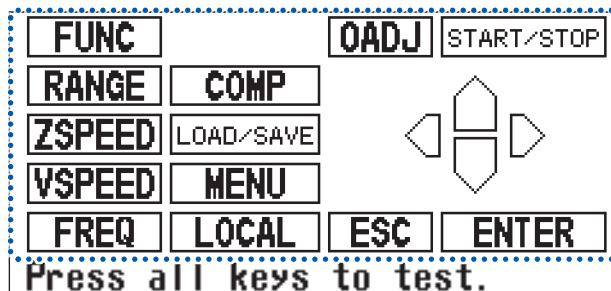 FUNC 0ADJ START/STOP
RANGE COMP
ZSPEED LOAD/SAVE
VSPEED MENU
FREQ LOCAL ESC ENTER
Press all keys to test.